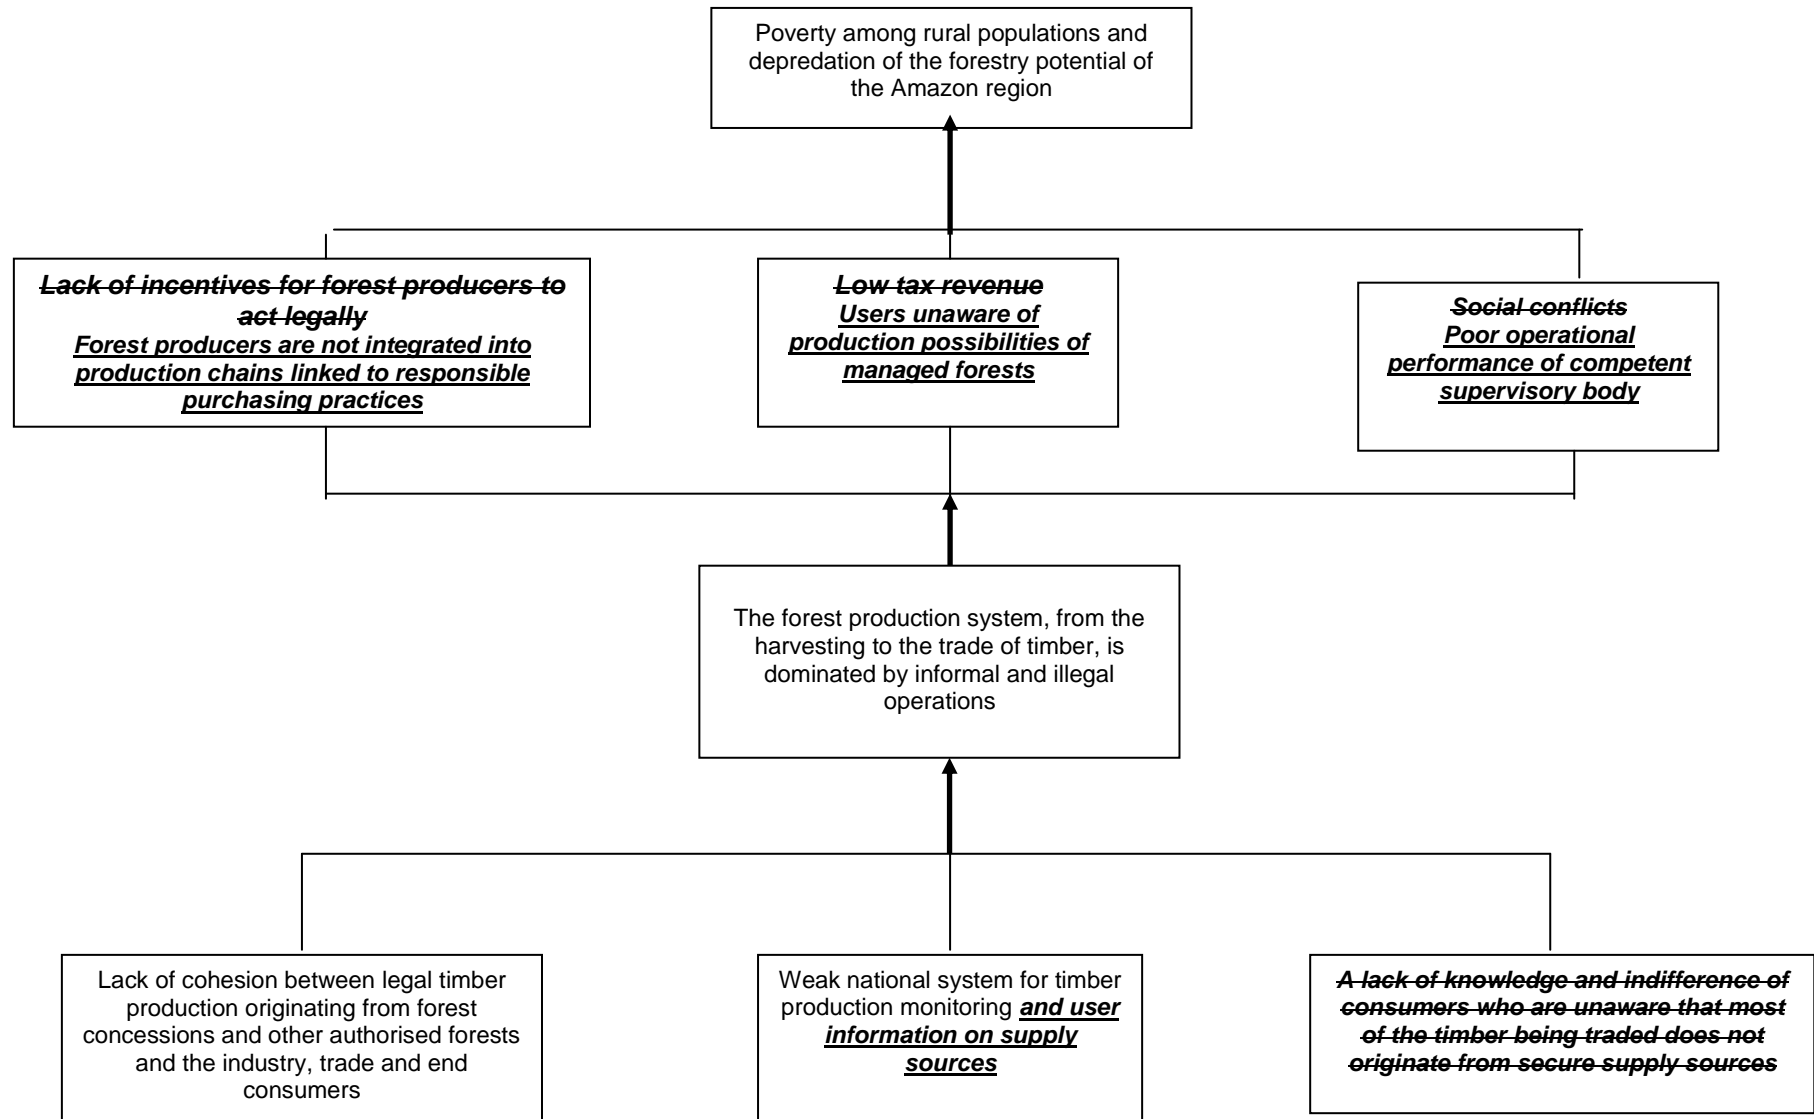 Poverty among rural populations and
depredation of the forestry potential of
the Amazon region
Lack of incentives for forest producers to
act legally
Forest producers are not integrated into
production chains linked to responsible
purchasing practices
Low tax revenue
Users unaware of
production possibilities of
managed forests
Social conflicts
Poor operational
performance of competent
supervisory body
The forest production system, from the
harvesting to the trade of timber, is
dominated by informal and illegal
operations
Lack of cohesion between legal timber
production originating from forest
concessions and other authorised forests
and the industry, trade and end
consumers
Weak national system for timber
production monitoring and user
information on supply
sources
A lack of knowledge and indifference of
consumers who are unaware that most
of the timber being traded does not
originate from secure supply sources